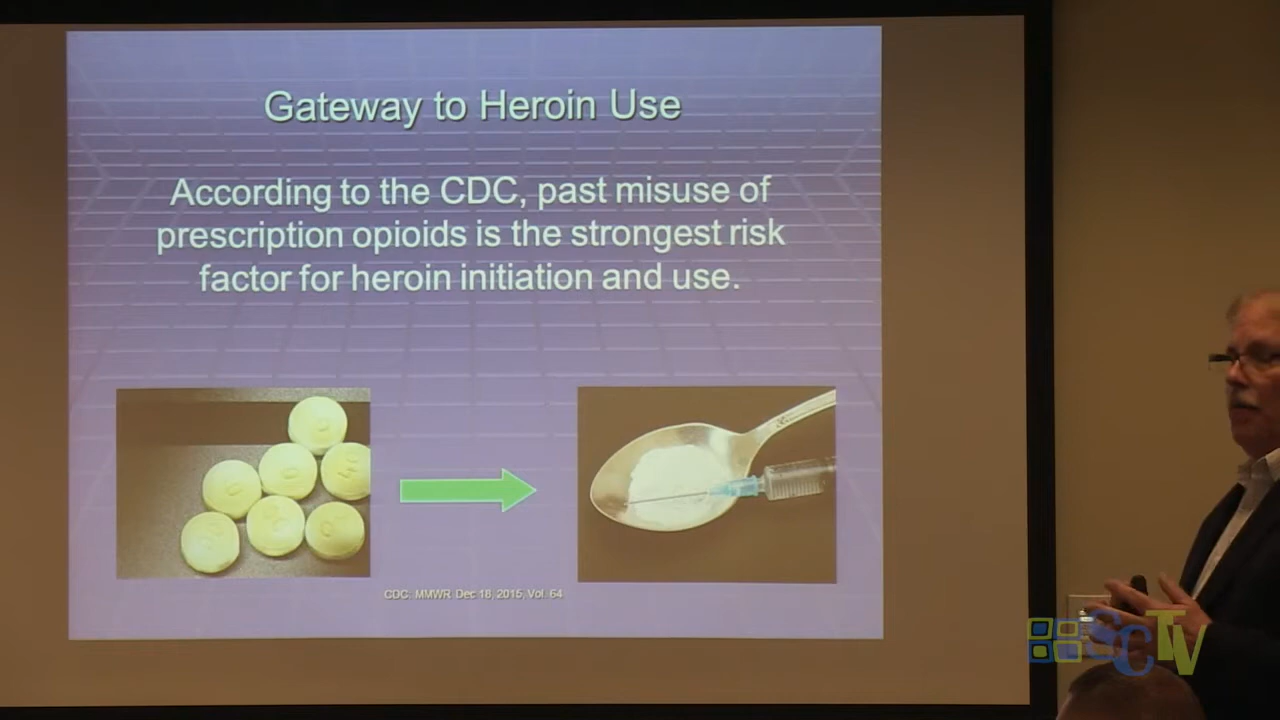 Gateway to Heroin Use
According to the CDC, past misuse of
prescription opioids is the strongest risk
factor for heroin initiation and use.
CDC: MMWR Dec 18, 2015, Vol. 64
SCTV